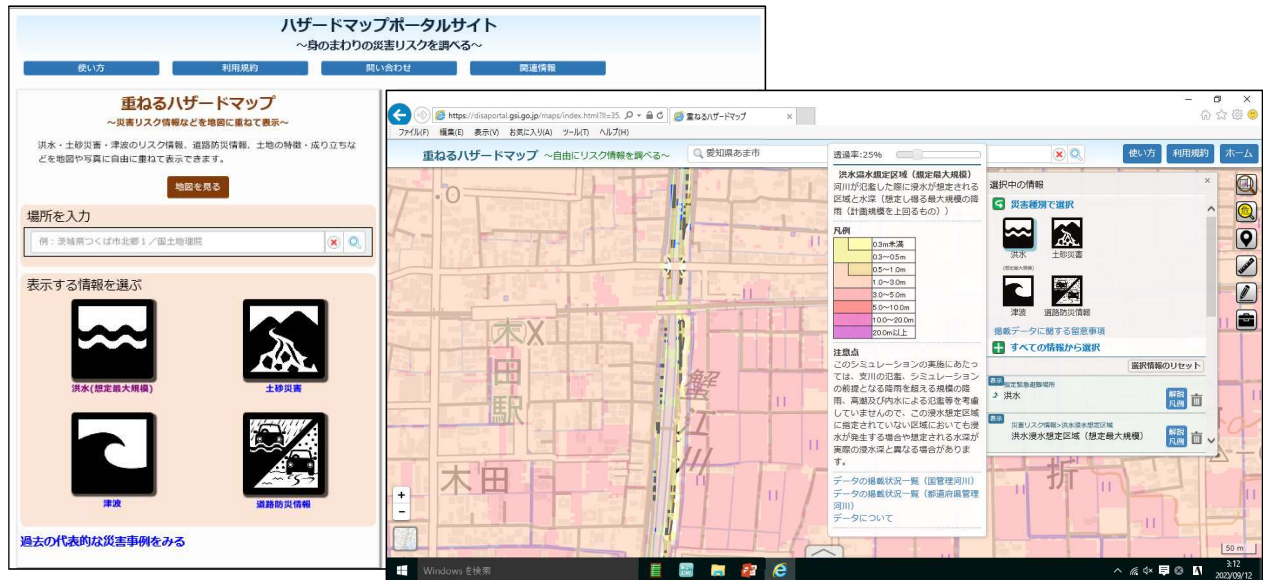 ハザードマップポータルサイト
~身のまわりの災害リスクを調べる~
使い方
利用規約
問い合わせ
関連情報
重ねるハザードマップ
~災害リスク情報などを地図に重ねて表示~
洪水・土砂災害・津波のリスク情報、道路防災情報、土地の特徴・成り立ちな
どを地図や写真に自由に重ねて表示できます。
地図を見る
場所を入力
例：茨城県つくば市北郷１／国土地理院
表示する情報を選ぶ
洪水(想定最大規模)
土砂災害
津波
道路防災情報
過去の代表的な災害事例をみる
https://disaportal.gsi.go.jp/maps/index.html?ll=35.
重ねるハザードマップ
ファイル(F) 編集(E) 表示(V) お気に入り(A) ツール(T) ヘルプ(H)
重ねるハザードマップ ~自由にリスク情報を調べる~
愛知県あま市
使い方
利用規約
ホーム
透過率:25%
洪水浸水想定区域（想定最大規模）
河川が氾濫した際に浸水が想定される
区域と水深（想定し得る最大規模の降
雨（計画規模を上回るもの））
凡例
0.3m未満
0.3～0.5m
0.5～1.0m
1.0～3.0m
3.0～5.0m
5.0～10.0m
10.0～20.0m
20.0m以上
注意点
このシミュレーションの実施にあたっ
ては、支川の氾濫、シミュレーション
の前提となる降雨を超える規模の降
雨、高潮及び内水による氾濫等を考慮
していませんので、この浸水想定区域
に指定されていない区域においても浸
水が発生する場合や想定される水深が
実際の浸水深と異なる場合がありま
す。
データの掲載状況一覧（国管理河川）
データの掲載状況一覧（都道府県管理
河川）
データについて
選択中の情報
災害種別で選択
洪水
(想定最大規模)
土砂災害
津波
道路防災情報
掲載データに関する留意事項
すべての情報から選択
選択情報のリセット
表示
指定緊急避難場所
洪水
解説
凡例
表示
災害リスク情報>洪水浸水想定区域
洪水浸水想定区域（想定最大規模）
解説
凡例
木田駅
蟹江川
木田
折
50 m
Windows を検索
3:12
2020/09/12